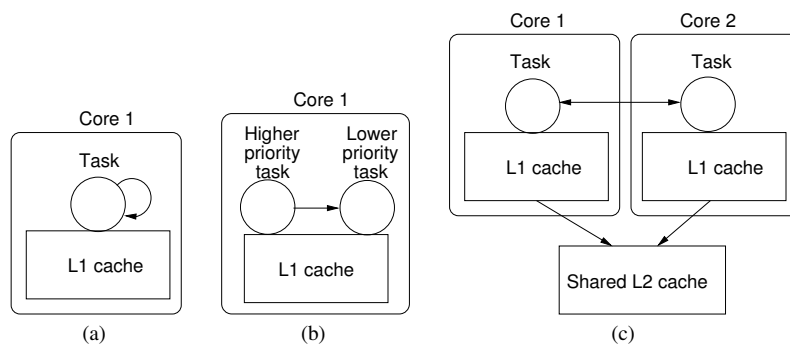 Core 1
Task
L1 cache
(a)
Core 1
Higher
priority
task
Lower
priority
task
L1 cache
(b)
Core 1
Core 2
Task
Task
L1 cache
L1 cache
Shared L2 cache
(c)